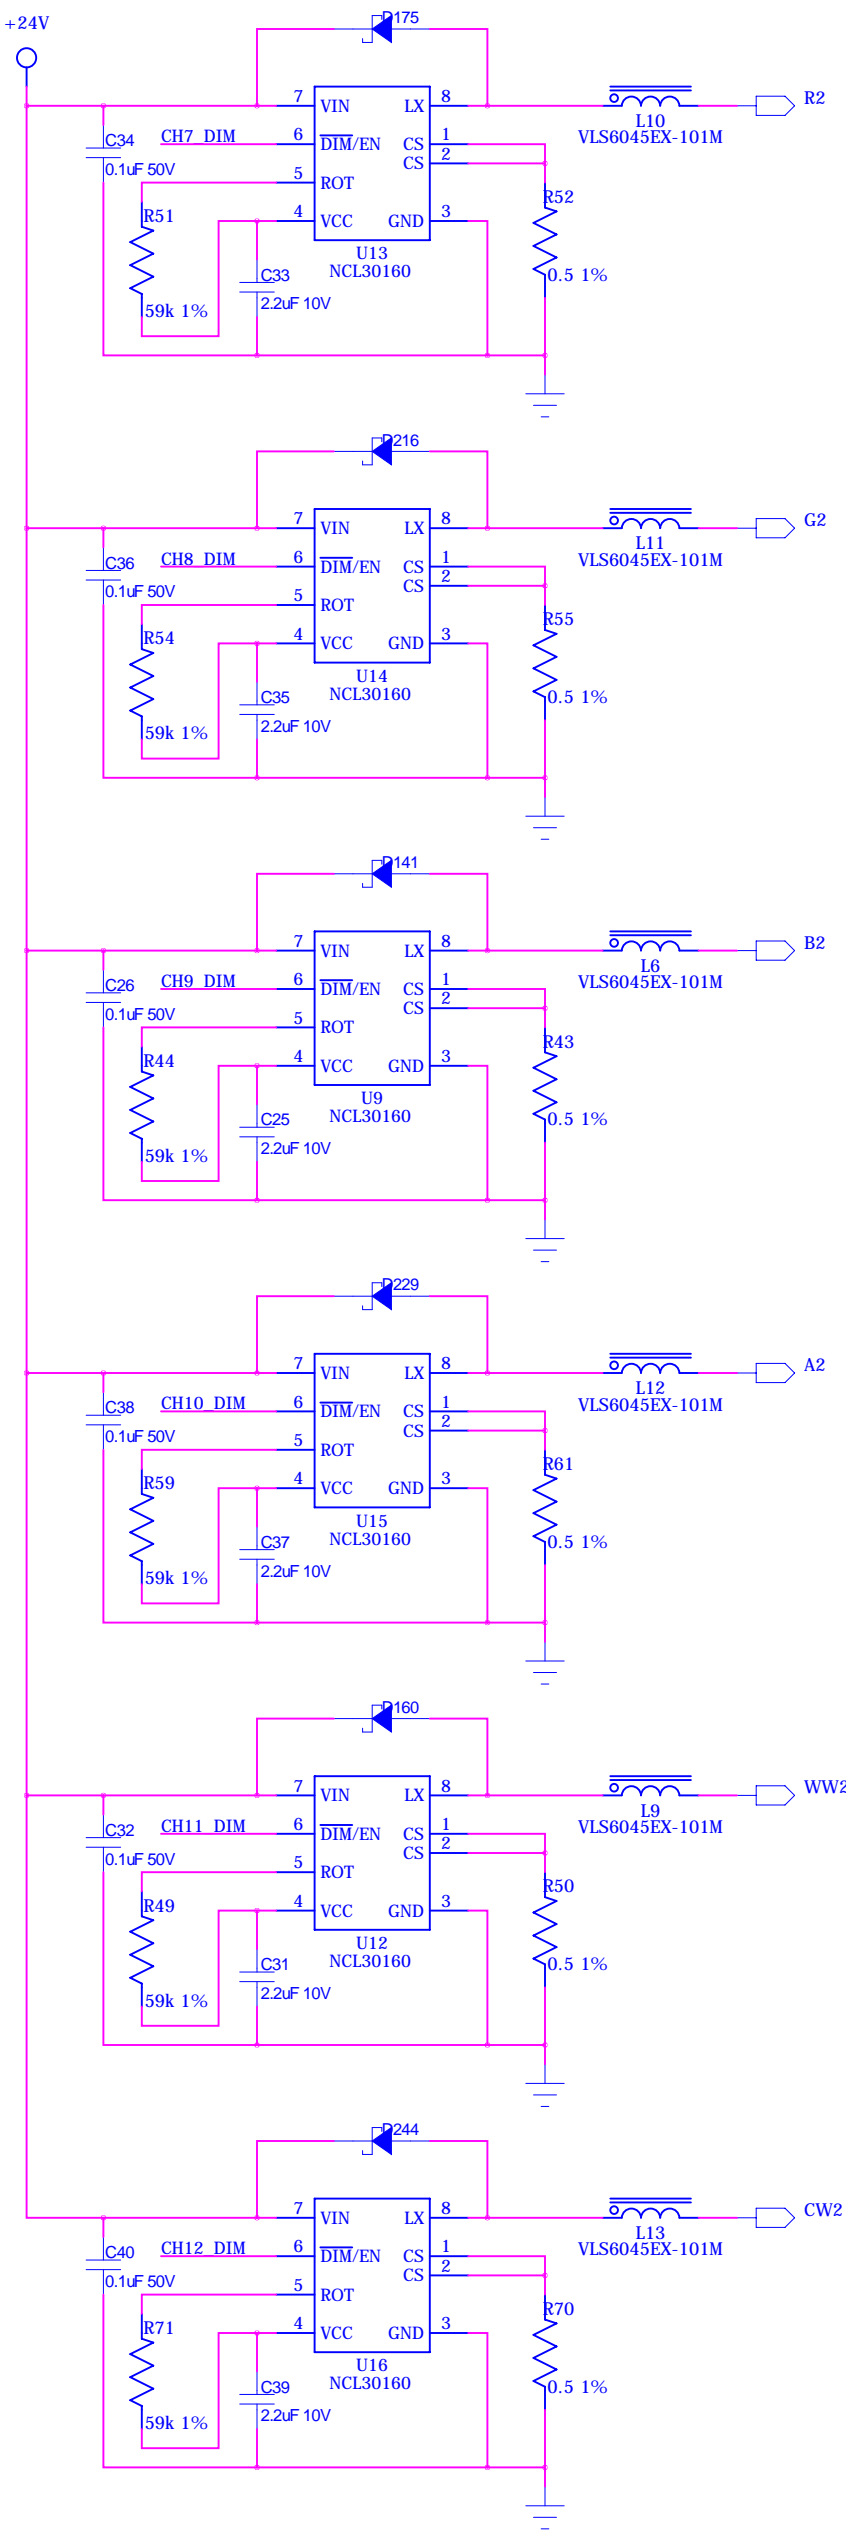 +24V
D175
7 VIN LX 8
R2
L10
VLS6045EX-101M
C34
0.1uF 50V
CH7_DIM
6 DIM/EN CS 1
CS 2
5 ROT
R51
59k 1%
4 VCC GND 3
R52
0.5 1%
U13
NCL30160
C33
2.2uF 10V
D216
7 VIN LX 8
G2
L11
VLS6045EX-101M
C36
0.1uF 50V
CH8_DIM
6 DIM/EN CS 1
CS 2
5 ROT
R54
59k 1%
4 VCC GND 3
R55
0.5 1%
U14
NCL30160
C35
2.2uF 10V
D141
7 VIN LX 8
B2
L6
VLS6045EX-101M
C26
0.1uF 50V
CH9_DIM
6 DIM/EN CS 1
CS 2
5 ROT
R44
59k 1%
4 VCC GND 3
R43
0.5 1%
U9
NCL30160
C25
2.2uF 10V
D229
7 VIN LX 8
A2
L12
VLS6045EX-101M
C38
0.1uF 50V
CH10_DIM
6 DIM/EN CS 1
CS 2
5 ROT
R59
59k 1%
4 VCC GND 3
R61
0.5 1%
U15
NCL30160
C37
2.2uF 10V
D160
7 VIN LX 8
WW2
L9
VLS6045EX-101M
C32
0.1uF 50V
CH11_DIM
6 DIM/EN CS 1
CS 2
5 ROT
R49
59k 1%
4 VCC GND 3
R50
0.5 1%
U12
NCL30160
C31
2.2uF 10V
D244
7 VIN LX 8
CW2
L13
VLS6045EX-101M
C40
0.1uF 50V
CH12_DIM
6 DIM/EN CS 1
CS 2
5 ROT
R71
59k 1%
4 VCC GND 3
R70
0.5 1%
U16
NCL30160
C39
2.2uF 10V